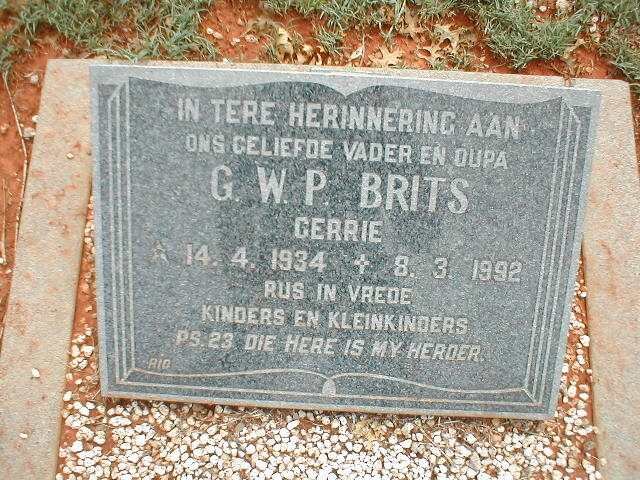 IN TERE HERINNERING AAN
ONS GELIEFDE VADER EN OUPA
G. W. P. BRITS
GERRIE
* 14. 4. 1934 + 8. 3. 1992
RUS IN VREDE
KINDERS EN KLEINKINDERS
PS. 23 DIE HERE IS MY HERDER.